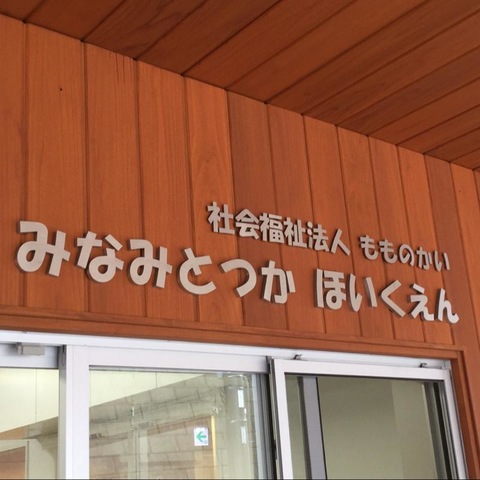 社会福祉法人 もものかい
みなみとつか ほいくえん